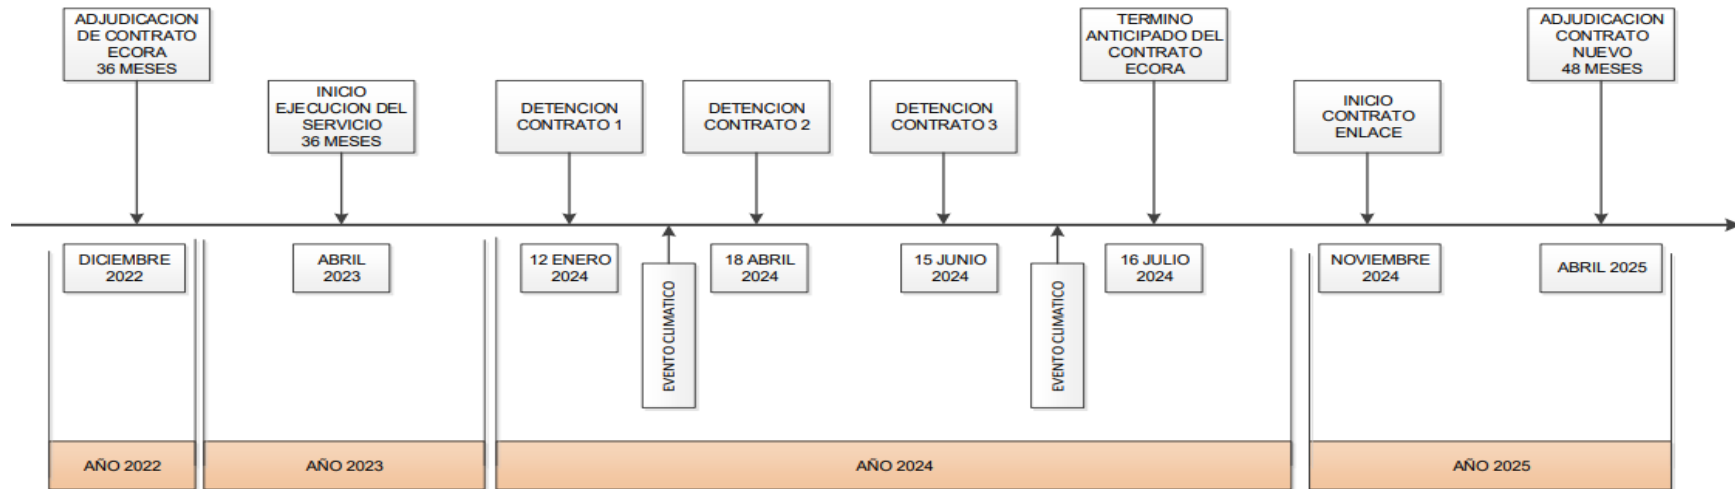 ADJUDICACION
DE CONTRATO
ECORA
36 MESES
INICIO
EJECUCION DEL
SERVICIO
36 MESES
DETENCION
CONTRATO 1
DETENCION
CONTRATO 2
DETENCION
CONTRATO 3
TERMINO
ANTICIPADO DEL
CONTRATO
ECORA
INICIO
CONTRATO
ENLACE
ADJUDICACION
CONTRATO
NUEVO
48 MESES
DICIEMBRE
2022
ABRIL
2023
12 ENERO
2024
EVENTO CLIMATICO
18 ABRIL
2024
15 JUNIO
2024
EVENTO CLIMATICO
16 JULIO
2024
NOVIEMBRE
2024
ABRIL 2025
AÑO 2022
AÑO 2023
AÑO 2024
AÑO 2025